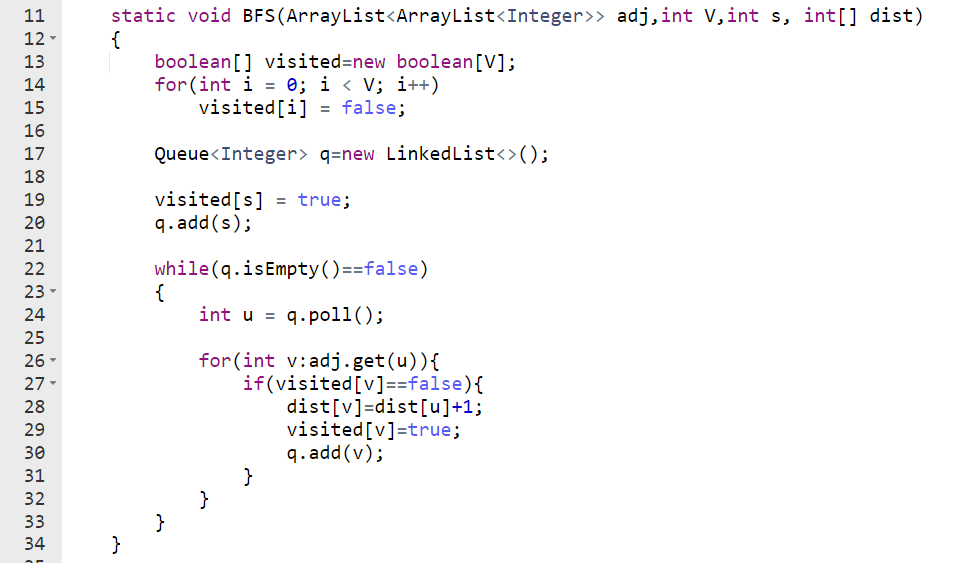 11 static void BFS(ArrayList<ArrayList<Integer>> adj,int V,int s, int[] dist)
12 {
13 boolean[] visited=new boolean[V];
14 for(int i = 0; i < V; i++)
15 visited[i] = false;
16
17 Queue<Integer> q=new LinkedList<>();
18
19 visited[s] = true;
20 q.add(s);
21
22 while(q.isEmpty()==false)
23 {
24 int u = q.poll();
25
26 for(int v:adj.get(u)){
27 if(visited[v]==false){
28 dist[v]=dist[u]+1;
29 visited[v]=true;
30 q.add(v);
31 }
32 }
33 }
34 }